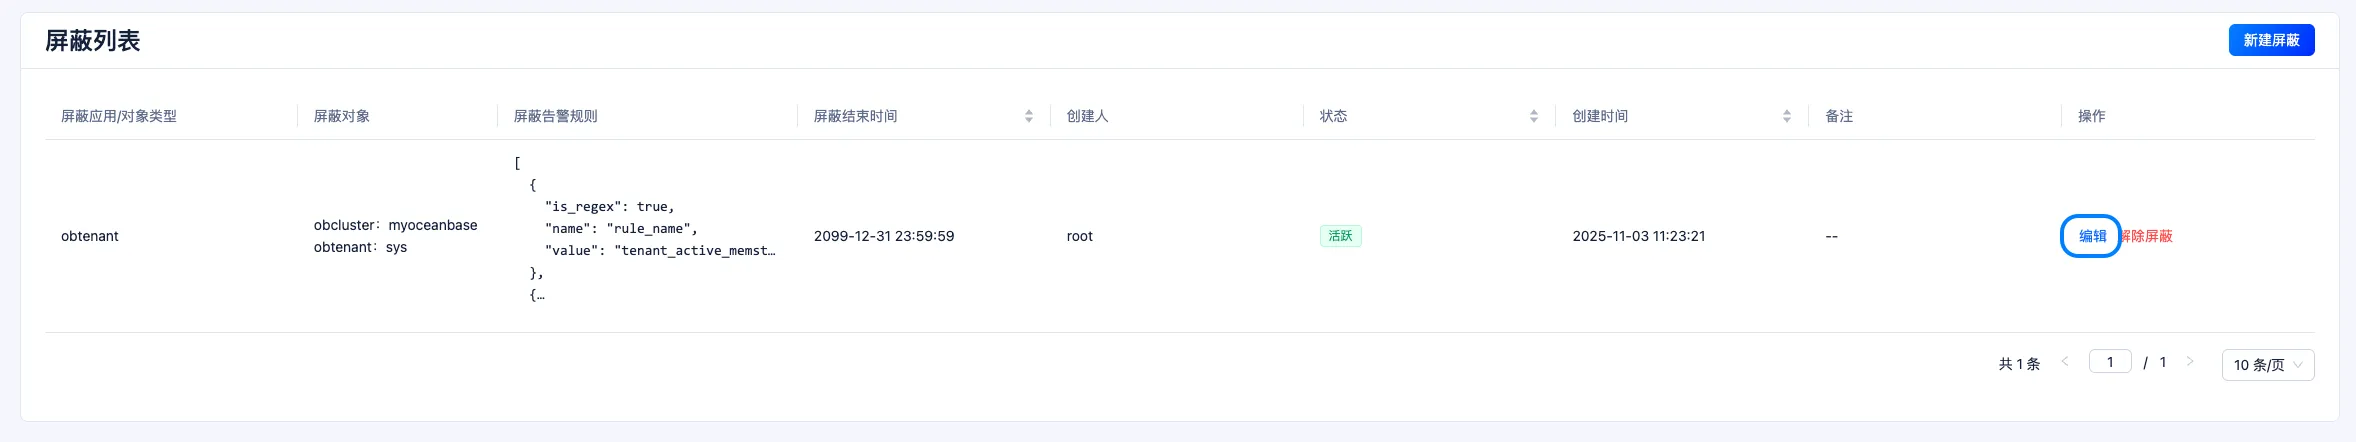 屏蔽列表
新建屏蔽
屏蔽应用/对象类型 屏蔽对象 屏蔽告警规则 屏蔽结束时间 创建人 状态 创建时间 备注 操作
obtenant
obcluster：myoceanbase
obtenant：sys
[
{
"is_regex": true,
"name": "rule_name",
"value": "tenant_active_memst…
},
{…
2099-12-31 23:59:59
root
活跃
2025-11-03 11:23:21
--
编辑
解除屏蔽
共 1 条 < 1 / 1 > 10 条/页